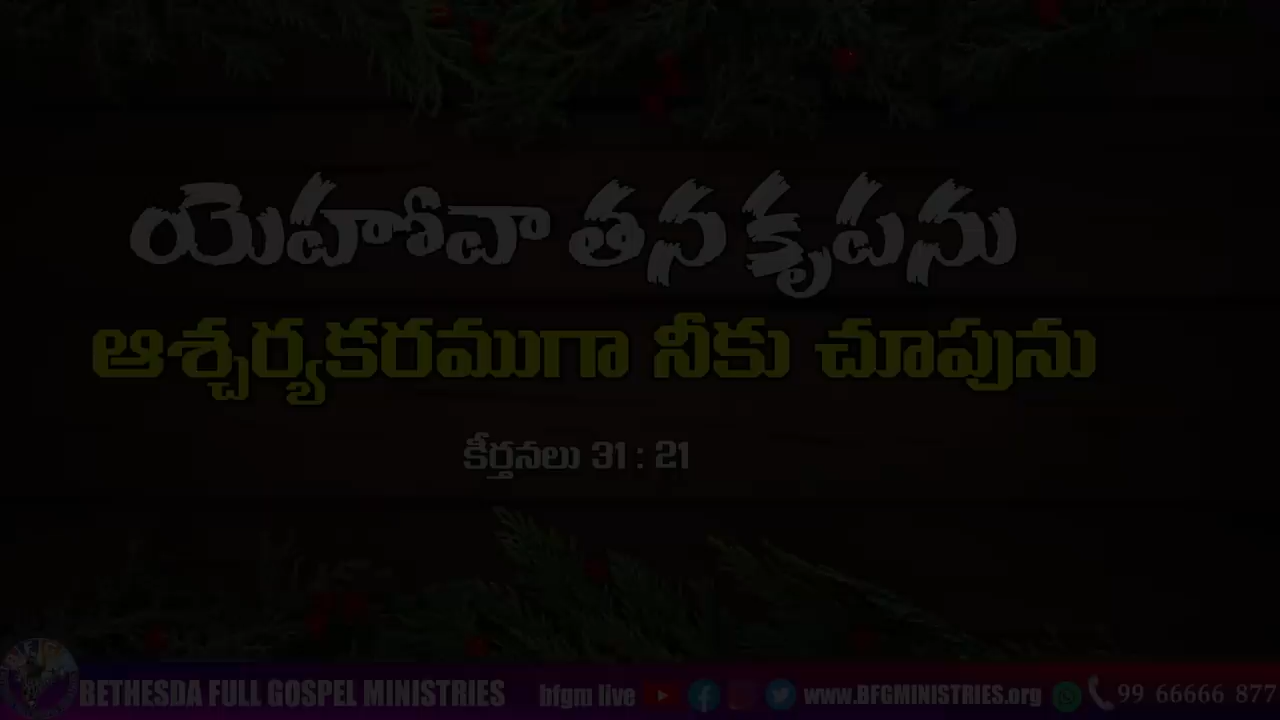 యెహోవా తన కృపను
ఆశ్చర్యకరముగా నీకు చూపును
కీర్తనలు 31 : 21
BETHESDA FULL GOSPEL MINISTRIES bfgm live www.BFGMINISTRIES.org 99 66666 877